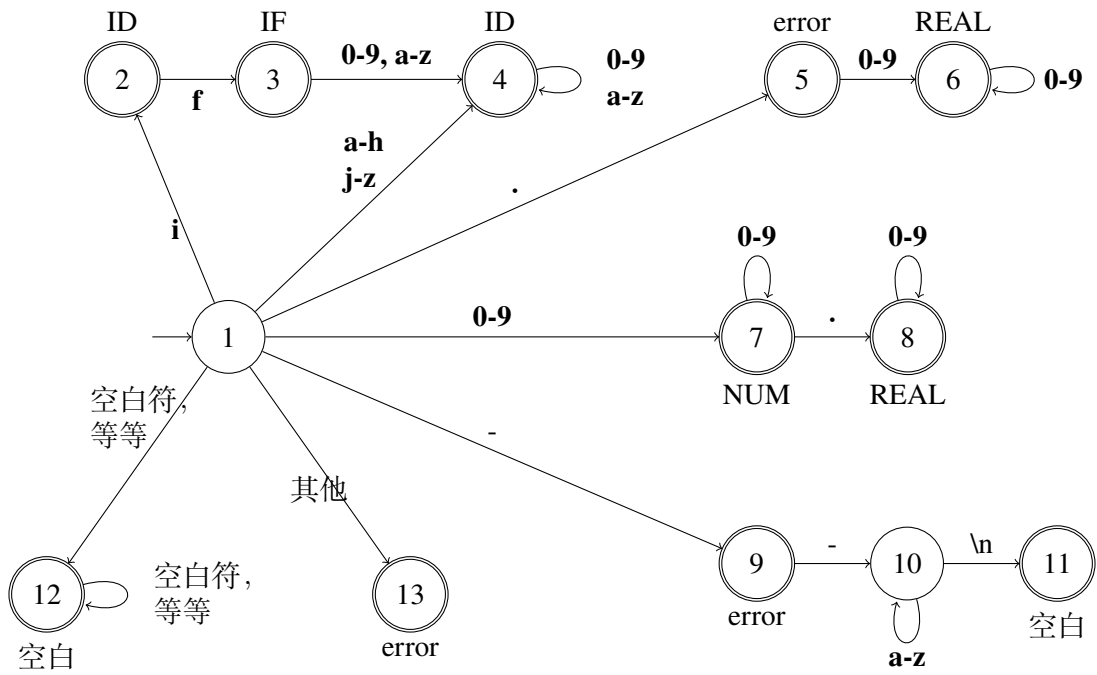 ID
IF
ID
error
REAL
2
f
3
0-9, a-z
4
0-9
a-z
5
0-9
6
0-9
a-h
j-z
.
i
0-9
0-9
1
0-9
7
.
8
NUM
REAL
空白符,
等等
-
其他
12
空白符,
等等
空白
13
error
9
-
10
\n
11
error
a-z
空白